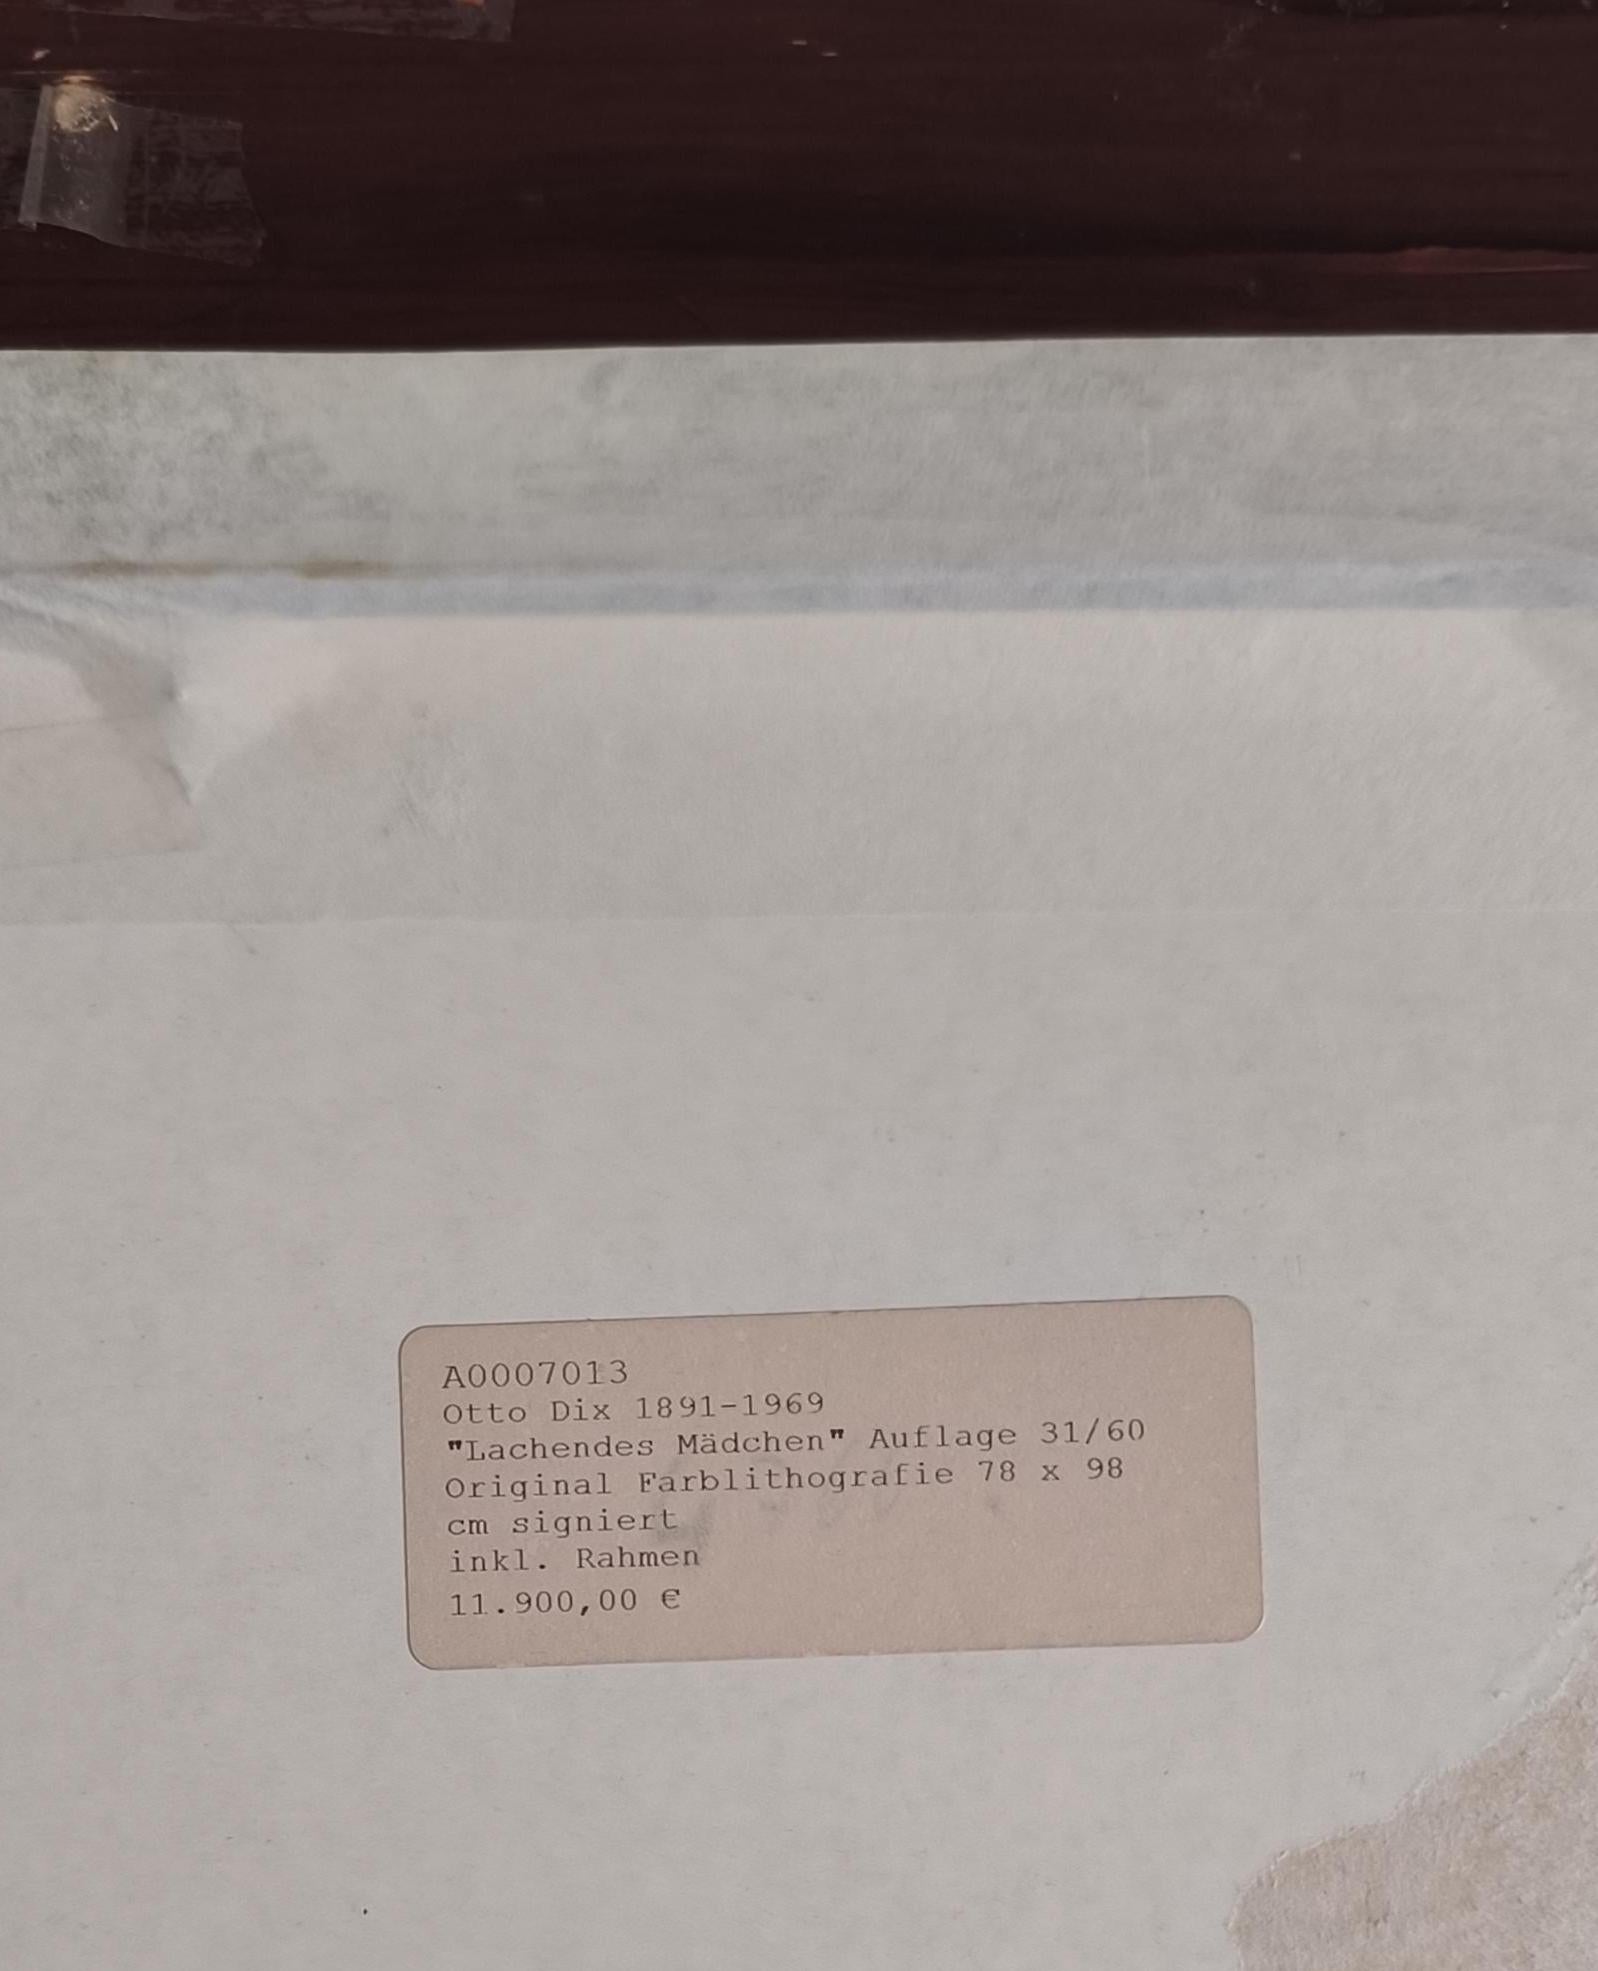 A0007013
Otto Dix 1891-1969
"Lachendes Mädchen" Auflage 31/60
Original Farblithografie 78 x 98
cm signiert
inkl. Rahmen
11.900,00 €